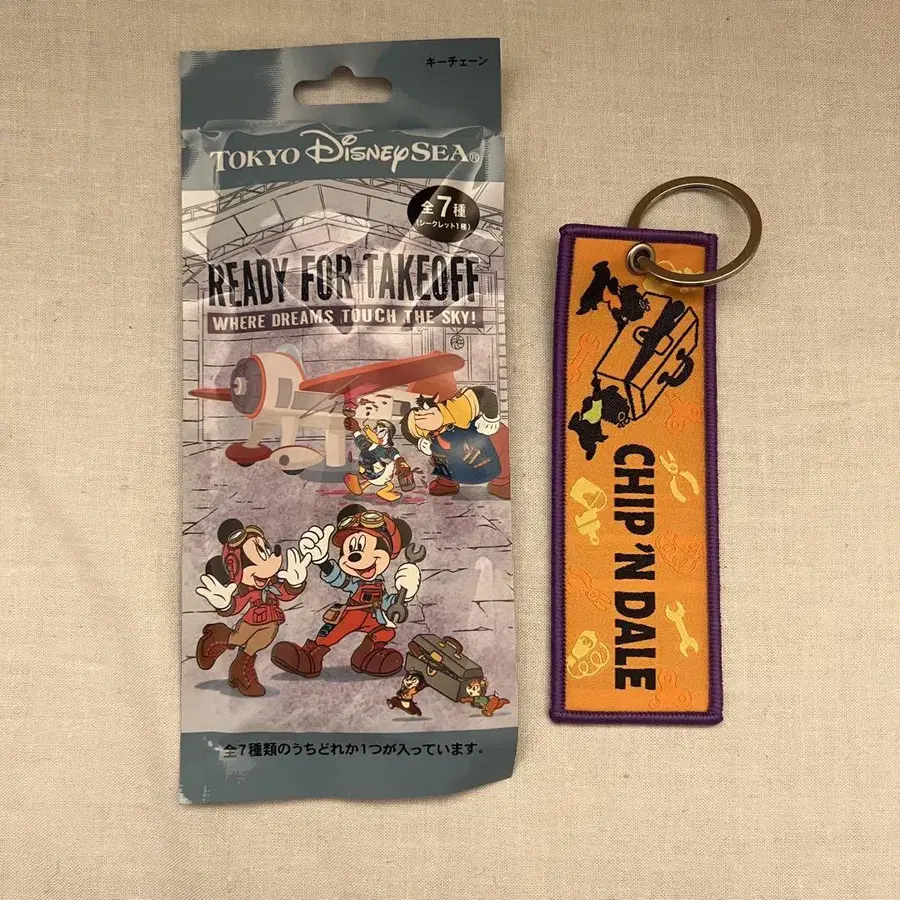 キーチェーン
TOKYO DISNEYSEA®
全7種
(シークレット1種)
READY FOR TAKEOFF
WHERE DREAMS TOUCH THE SKY!
全7種類のうちどれか1つが入っています。
CHIP 'N DALE